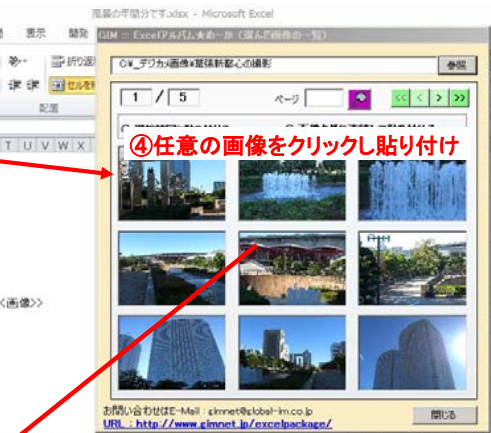 風景の年間分です.xlsx - Microsoft Excel
表示 開発
GIM :: Excelアルバム★めーか (選んだ画像の一覧)
折り返
セルを
配置
C:¥_デジカメ画像¥幕張新都心の撮影
参照
1 / 5
ページ
<< < > >>
④任意の画像をクリックし貼り付け
T U V W X
<画像>>
お問い合わせはE-Mail : gimnet@global-im.co.jp
URL : http://www.gimnet.jp/excelpackage/
閉じる